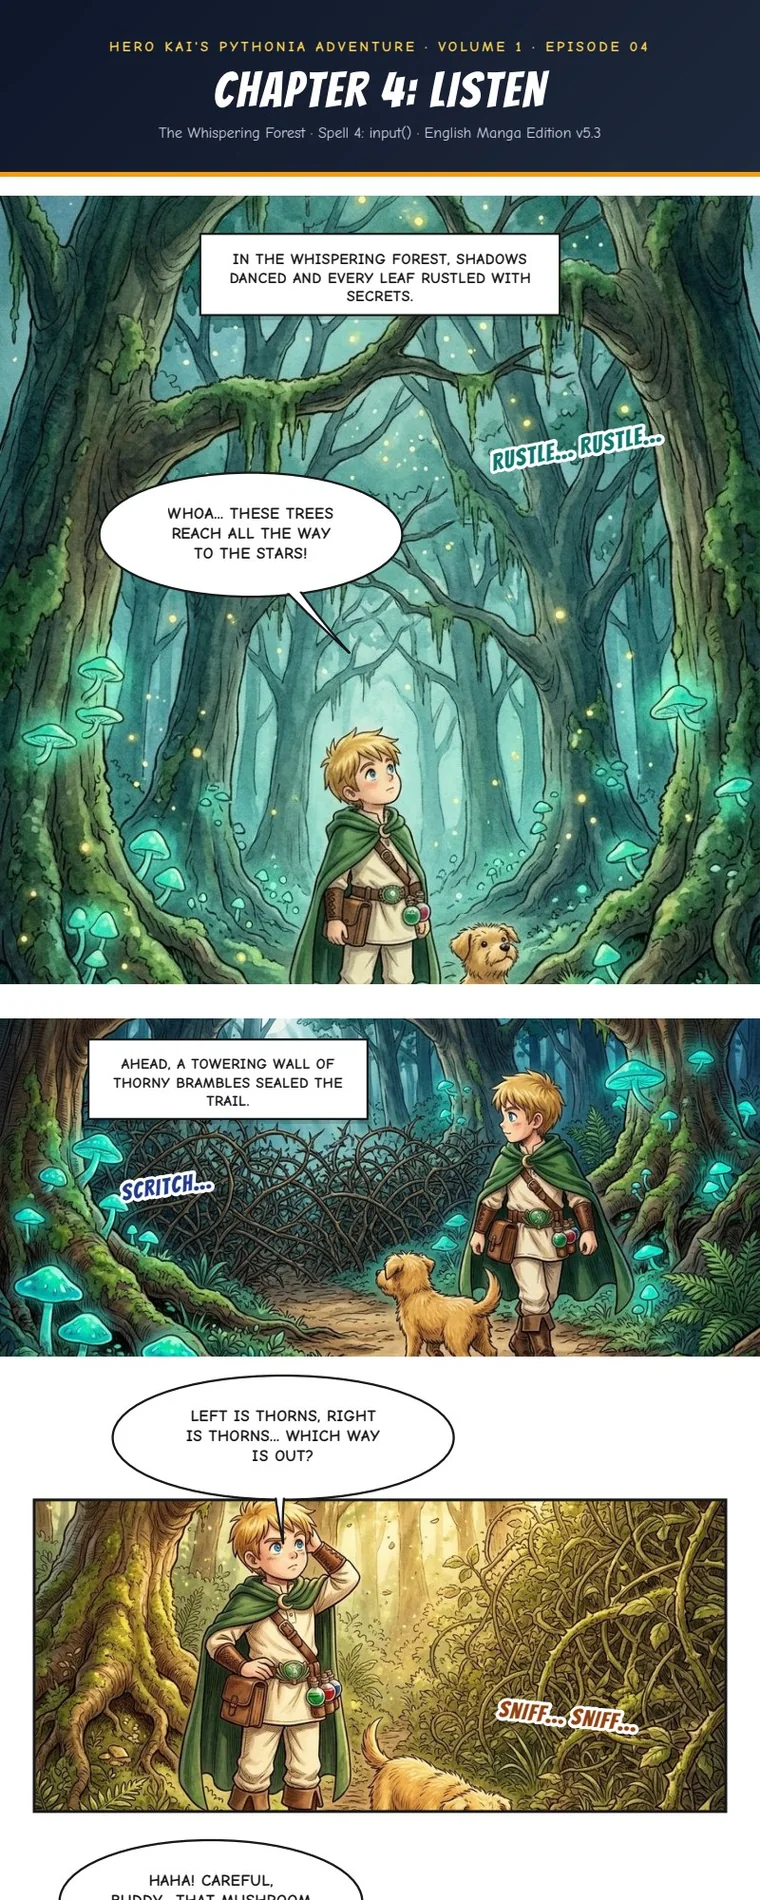 HERO KAI'S PYTHONIA ADVENTURE · VOLUME 1 · EPISODE 04
CHAPTER 4: LISTEN
The Whispering Forest · Spell 4: input() · English Manga Edition v5.3
IN THE WHISPERING FOREST, SHADOWS
DANCED AND EVERY LEAF RUSTLED WITH
SECRETS.
RUSTLE... RUSTLE...
WHOA... THESE TREES
REACH ALL THE WAY
TO THE STARS!
AHEAD, A TOWERING WALL OF
THORNY BRAMBLES SEALED THE
TRAIL.
SCRITCH...
LEFT IS THORNS, RIGHT
IS THORNS... WHICH WAY
IS OUT?
SNIFF... SNIFF...
HAHA! CAREFUL,
BUDDY... THAT MUSHROOM